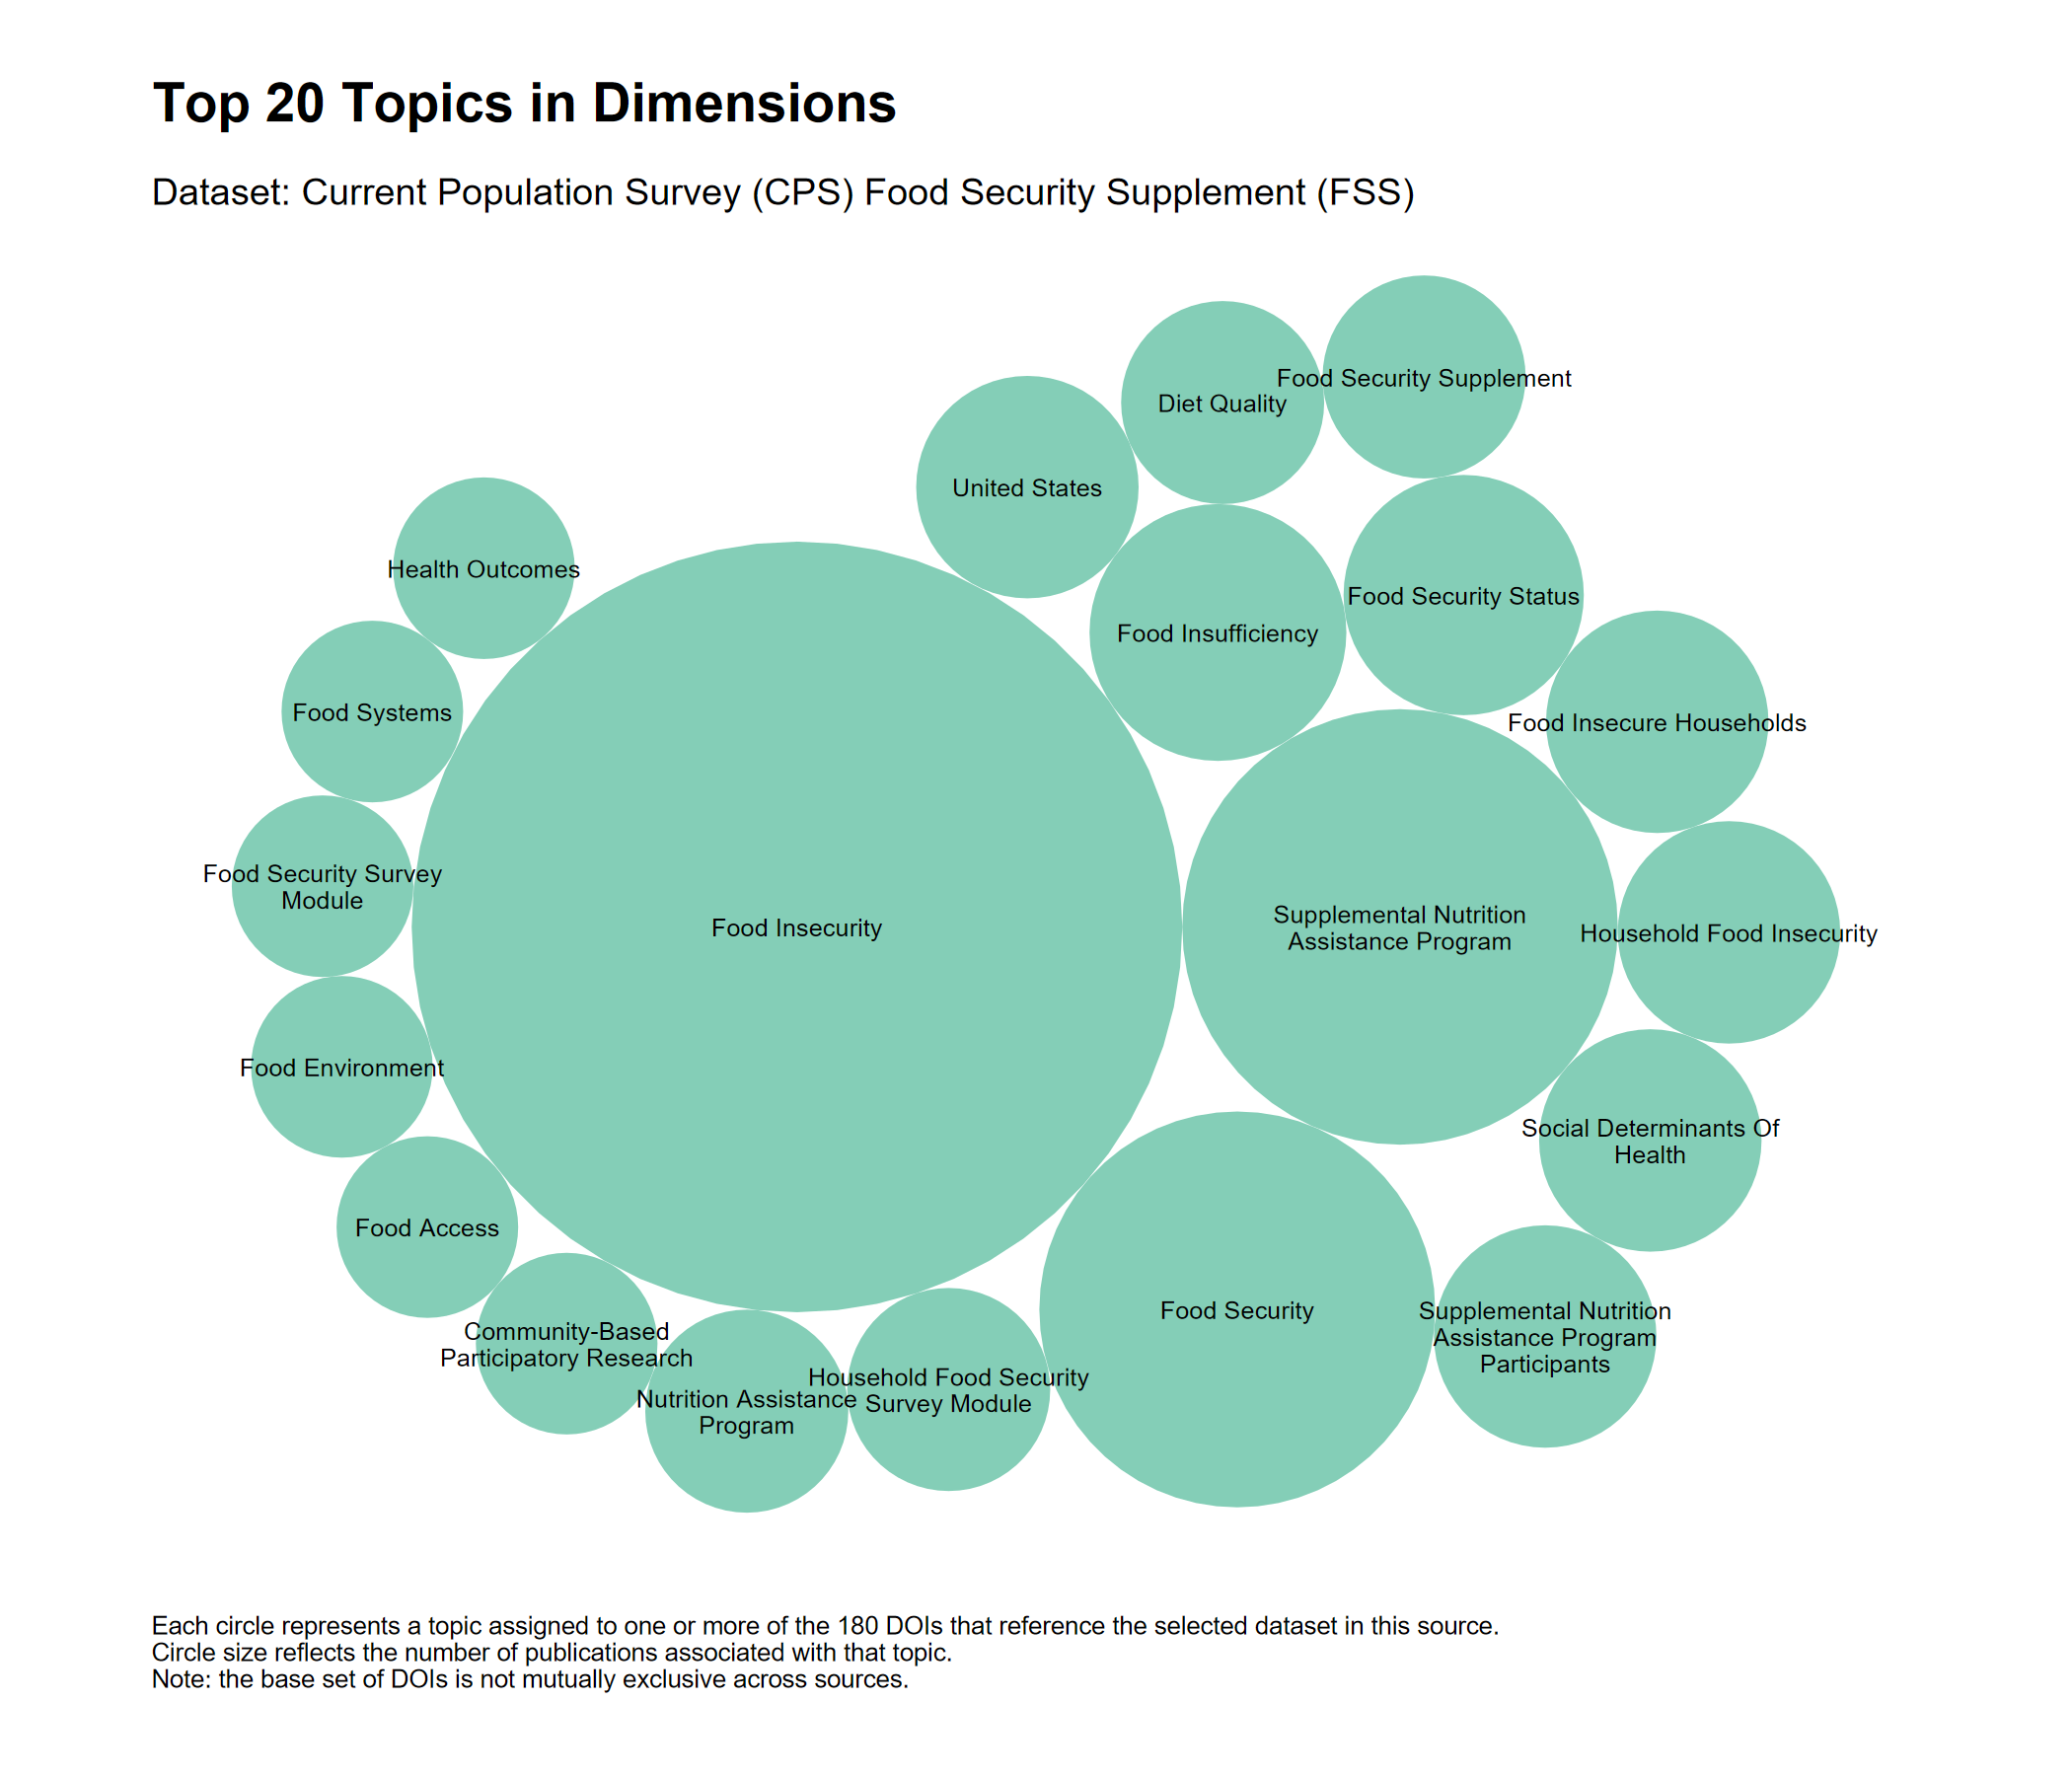 Top 20 Topics in Dimensions
Dataset: Current Population Survey (CPS) Food Security Supplement (FSS)
Food Security Supplement
Diet Quality
United States
Health Outcomes
Food Security Status
Food Insufficiency
Food Systems
Food Insecure Households
Food Security Survey
Module
Food Insecurity
Supplemental Nutrition
Assistance Program
Household Food Insecurity
Food Environment
Social Determinants Of
Health
Food Access
Food Security
Supplemental Nutrition
Assistance Program
Participants
Community-Based
Participatory Research
Household Food Security
Survey Module
Nutrition Assistance
Program
Each circle represents a topic assigned to one or more of the 180 DOIs that reference the selected dataset in this source.
Circle size reflects the number of publications associated with that topic.
Note: the base set of DOIs is not mutually exclusive across sources.